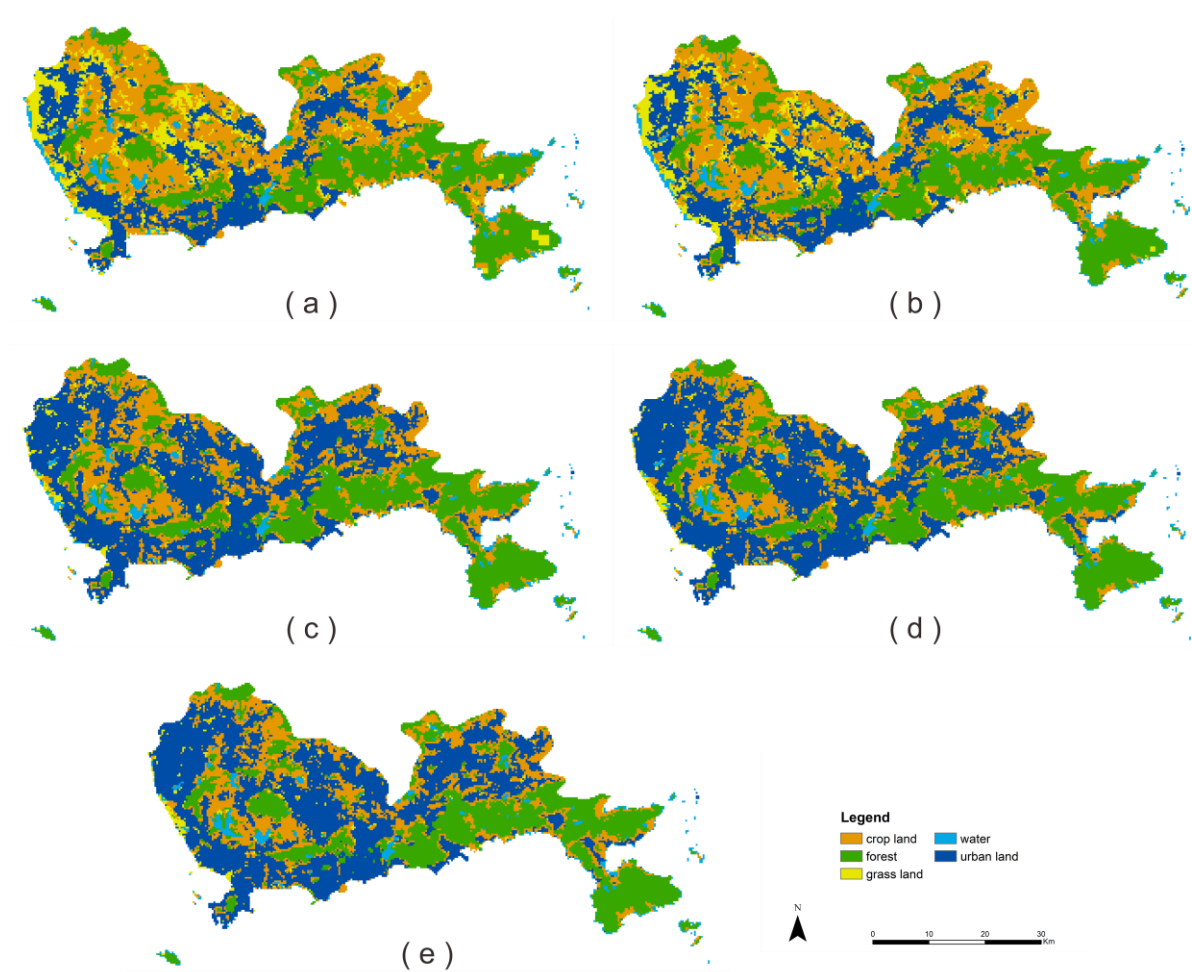 ( a )
( b )
( c )
( d )
( e )
Legend
crop land
water
forest
urban land
grass land
N
0 10 20 30
Km